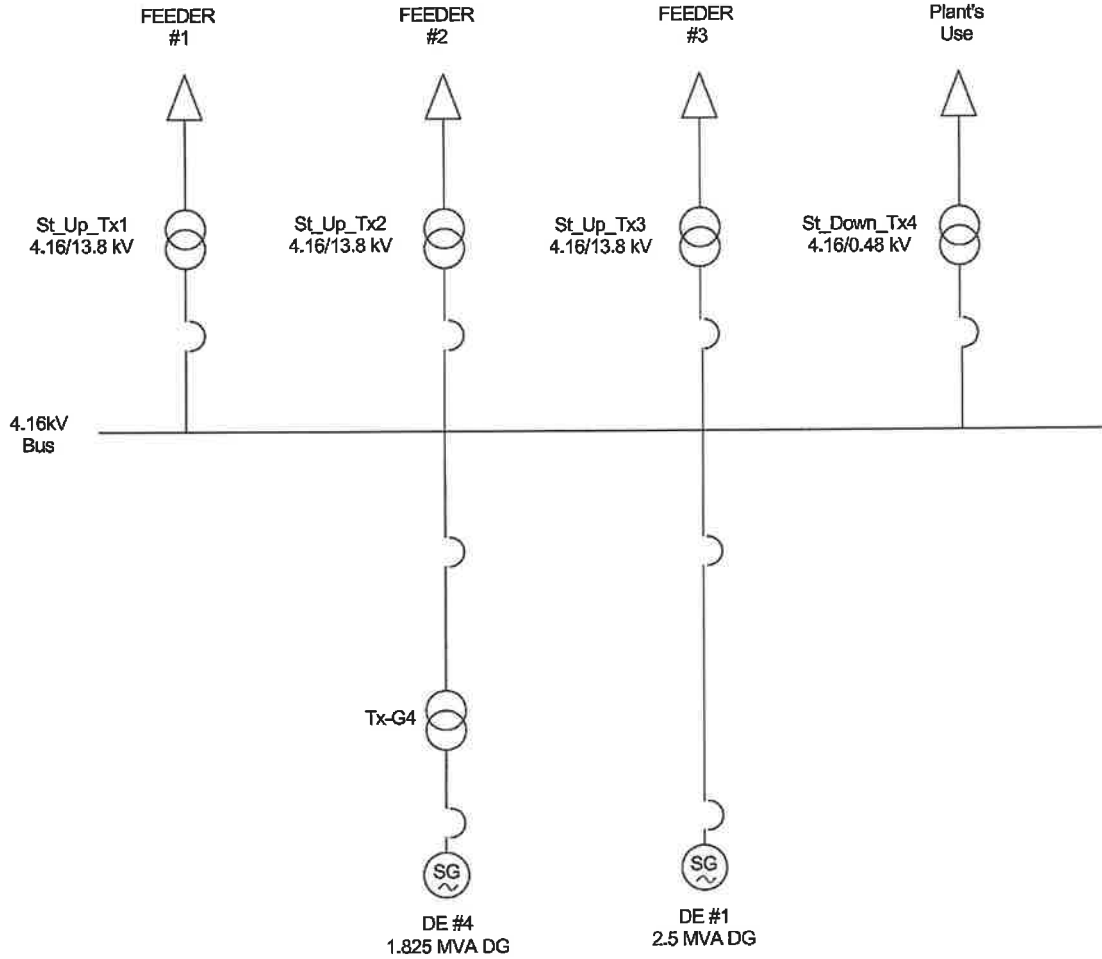 FEEDER
#1
FEEDER
#2
FEEDER
#3
Plant's
Use
St_Up_Tx1
4.16/13.8 kV
St_Up_Tx2
4.16/13.8 kV
St_Up_Tx3
4.16/13.8 kV
St_Down_Tx4
4.16/0.48 kV
4.16kV
Bus
Tx-G4
SG
DE #4
1.825 MVA DG
SG
DE #1
2.5 MVA DG